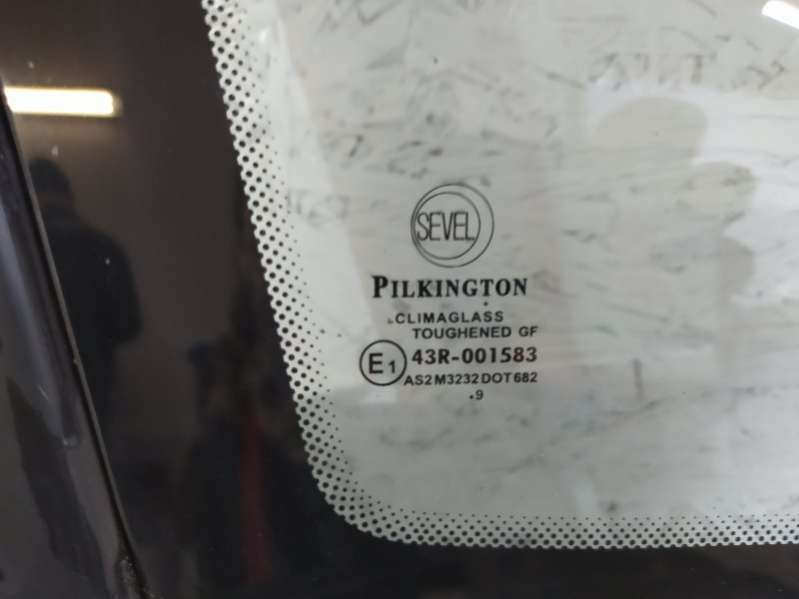 SEVEL
PILKINGTON
CLIMAGLASS
TOUGHENED GF
E1 43R-001583
AS2 M3232 DOT 682
.9